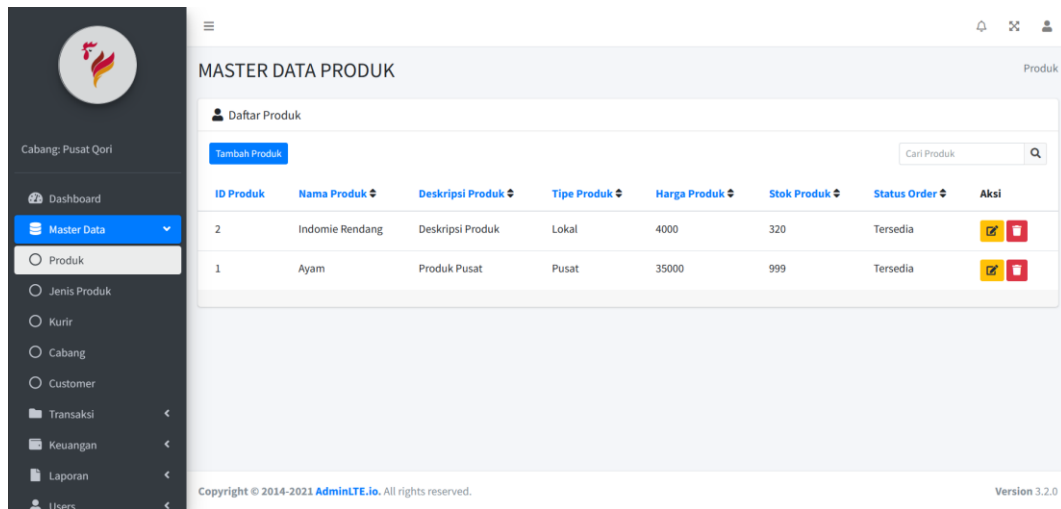 MASTER DATA PRODUK
Produk
Daftar Produk
Cabang: Pusat Qori
Tambah Produk
Cari Produk
Dashboard
Master Data
Produk
Jenis Produk
Kurir
Cabang
Customer
Transaksi
Keuangan
Laporan
Users
ID Produk Nama Produk Deskripsi Produk Tipe Produk Harga Produk Stok Produk Status Order Aksi
2 Indomie Rendang Deskripsi Produk Lokal 4000 320 Tersedia
1 Ayam Produk Pusat Pusat 35000 999 Tersedia
Copyright © 2014-2021 AdminLTE.io. All rights reserved.
Version 3.2.0